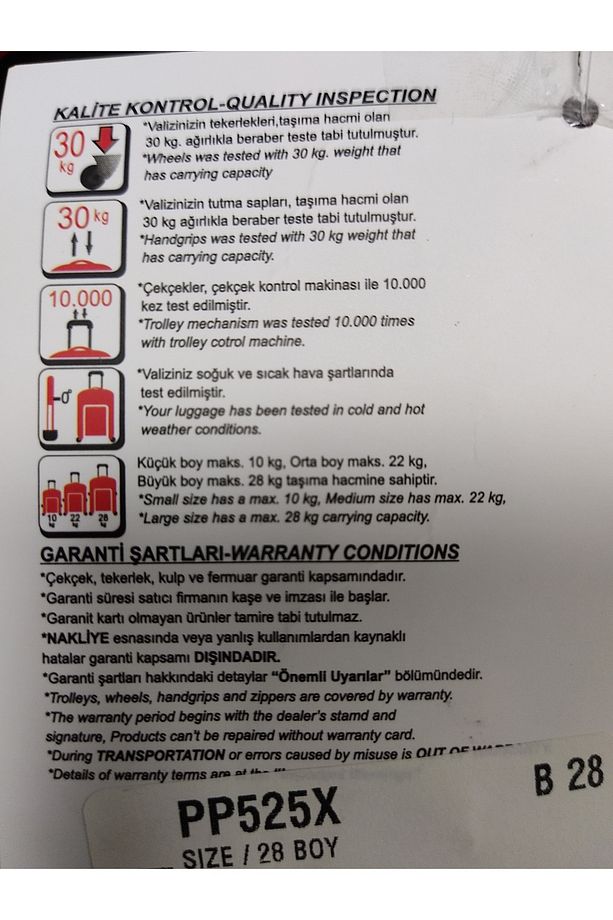 KALİTE KONTROL-QUALITY INSPECTION
30 kg
*Valizinizin tekerlekleri,taşıma hacmi olan
30 kg. ağırlıkla beraber teste tabi tutulmuştur.
*Wheels was tested with 30 kg. weight that
has carrying capacity
30 kg
*Valizinizin tutma sapları, taşıma hacmi olan
30 kg ağırlıkla beraber teste tabi tutulmuştur.
*Handgrips was tested with 30 kg weight that
has carrying capacity.
10.000
*Çekçekler, çekçek kontrol makinası ile 10.000
kez test edilmiştir.
*Trolley mechanism was tested 10.000 times
with trolley cotrol machine.
-0°
*Valiziniz soğuk ve sıcak hava şartlarında
test edilmiştir.
*Your luggage has been tested in cold and hot
weather conditions.
10 kg 22 kg 28 kg
Küçük boy maks. 10 kg, Orta boy maks. 22 kg,
Büyük boy maks. 28 kg taşıma hacmine sahiptir.
*Small size has a max. 10 kg, Medium size has max. 22 kg,
*Large size has a max. 28 kg carrying capacity.
GARANTİ ŞARTLARI-WARRANTY CONDITIONS
*Çekçek, tekerlek, kulp ve fermuar garanti kapsamındadır.
*Garanti süresi satıcı firmanın kaşe ve imzası ile başlar.
*Garanit kartı olmayan ürünler tamire tabi tutulmaz.
*NAKLİYE esnasında veya yanlış kullanımlardan kaynaklı
hatalar garanti kapsamı DIŞINDADIR.
*Garanti şartları hakkındaki detaylar "Önemli Uyarılar" bölümündedir.
*Trolleys, wheels, handgrips and zippers are covered by warranty.
*The warranty period begins with the dealer's stamd and
signature, Products can't be repaired without warranty card.
*During TRANSPORTATION or errors caused by misuse is OUT OF
*Details of warranty terms are at the
B 28
PP525X
SIZE / 28 BOY